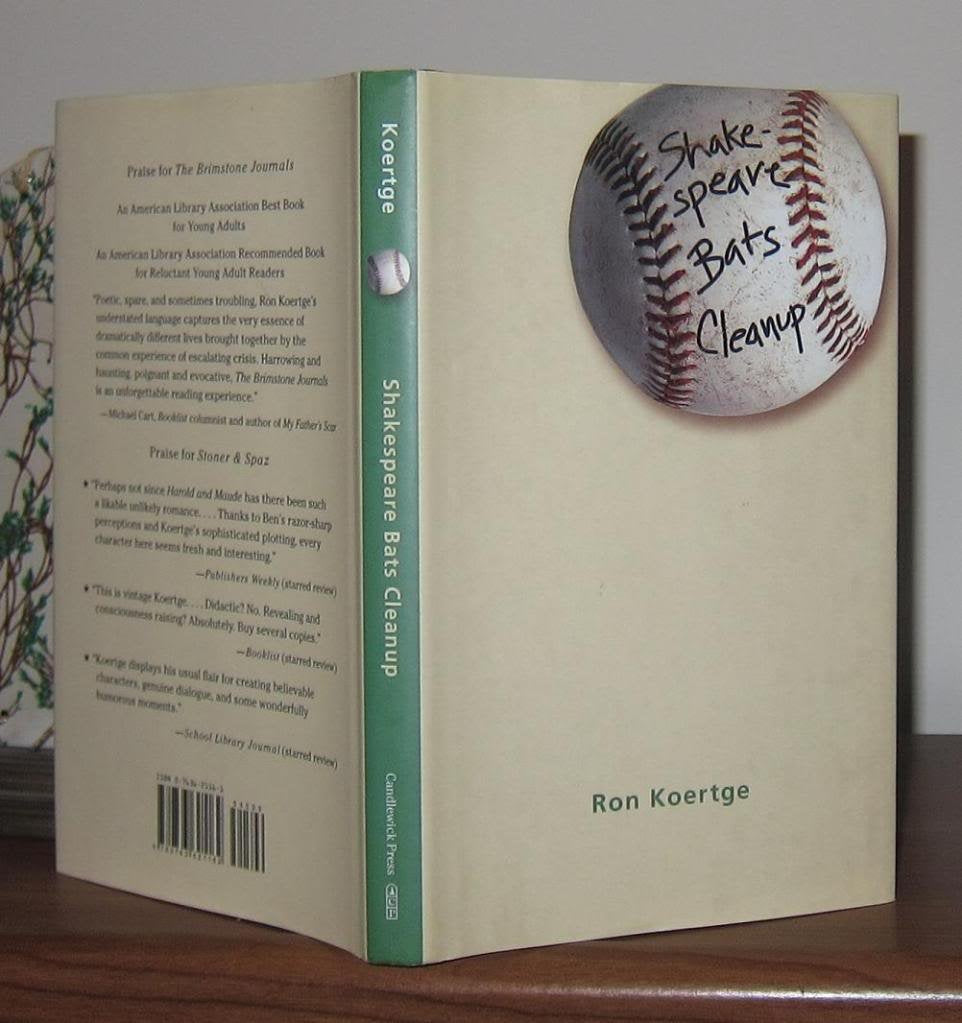 Praise for The Brimstone Journals
An American Library Association Best Book
for Young Adults
An American Library Association Recommended Book
for Reluctant Young Adult Readers
"Poetic, spare, and sometimes troubling, Ron Koertge's
understated language captures the very essence of
dramatically different lives brought together by the
common experience of escalating crisis. Harrowing and
haunting, poignant and evocative, The Brimstone Journals
is an unforgettable reading experience."
—Michael Cart, Booklist columnist and author of My Father's Scar
Praise for Stoner & Spaz
★ "Perhaps not since Harold and Maude has there been such
a likable unlikely romance. . . . Thanks to Ben's razor-sharp
perceptions and Koertge's sophisticated plotting, every
character here seems fresh and interesting."
—Publishers Weekly (starred review)
★ "This is vintage Koertge. . . . Didactic? No. Revealing and
consciousness raising? Absolutely. Buy several copies."
—Booklist (starred review)
★ "Koertge displays his usual flair for creating believable
characters, genuine dialogue, and some wonderfully
humorous moments."
—School Library Journal (starred review)
ISBN
Koertge
Shakespeare Bats Cleanup
Candlewick Press
Shake-
speare
Bats
Cleanup
Ron Koertge